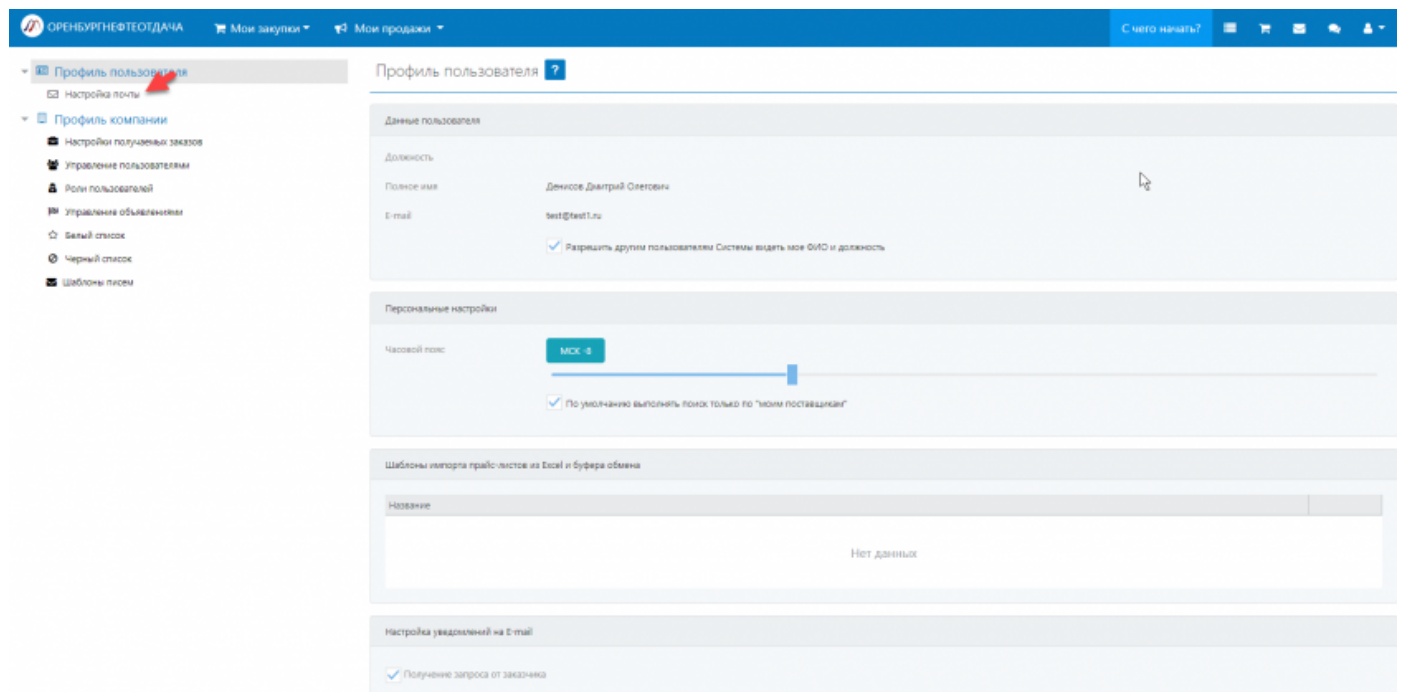 ОРЕНБУРГНЕФТЕОТДАЧА Мои закупки Мои продажи С чего начать?
Профиль пользователя
Настройка почты
Профиль компании
Настройки получаемых заказов
Управление пользователями
Роли пользователей
Управление объявлениями
Белый список
Черный список
Шаблоны писем
Профиль пользователя ?
Данные пользователя
Должность
Полное имя Денисов Дмитрий Олегович
E-mail test@test1.ru
Разрешить другим пользователям Системы видеть мое ФИО и должность
Персональные настройки
Часовой пояс МСК -8
По умолчанию выполнять поиск только по "моим поставщикам"
Шаблоны импорта прайс-листов из Excel и буфера обмена
Название
Нет данных
Настройка уведомлений на E-mail
Получение запроса от заказчика